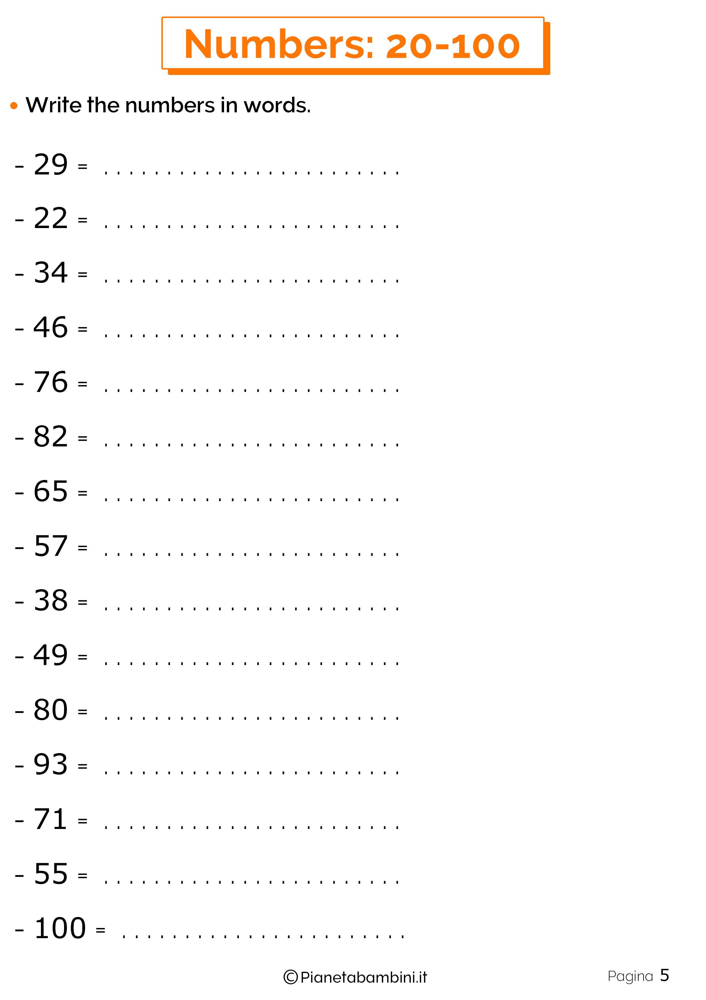 Numbers: 20-100
• Write the numbers in words.
- 29 = . . . . . . . . . . . . . . . . . . . . . . . .
- 22 = . . . . . . . . . . . . . . . . . . . . . . . .
- 34 = . . . . . . . . . . . . . . . . . . . . . . . .
- 46 = . . . . . . . . . . . . . . . . . . . . . . . .
- 76 = . . . . . . . . . . . . . . . . . . . . . . . .
- 82 = . . . . . . . . . . . . . . . . . . . . . . . .
- 65 = . . . . . . . . . . . . . . . . . . . . . . . .
- 57 = . . . . . . . . . . . . . . . . . . . . . . . .
- 38 = . . . . . . . . . . . . . . . . . . . . . . . .
- 49 = . . . . . . . . . . . . . . . . . . . . . . . .
- 80 = . . . . . . . . . . . . . . . . . . . . . . . .
- 93 = . . . . . . . . . . . . . . . . . . . . . . . .
- 71 = . . . . . . . . . . . . . . . . . . . . . . . .
- 55 = . . . . . . . . . . . . . . . . . . . . . . . .
- 100 = . . . . . . . . . . . . . . . . . . . . . . .
©Pianetabambini.it
Pagina 5